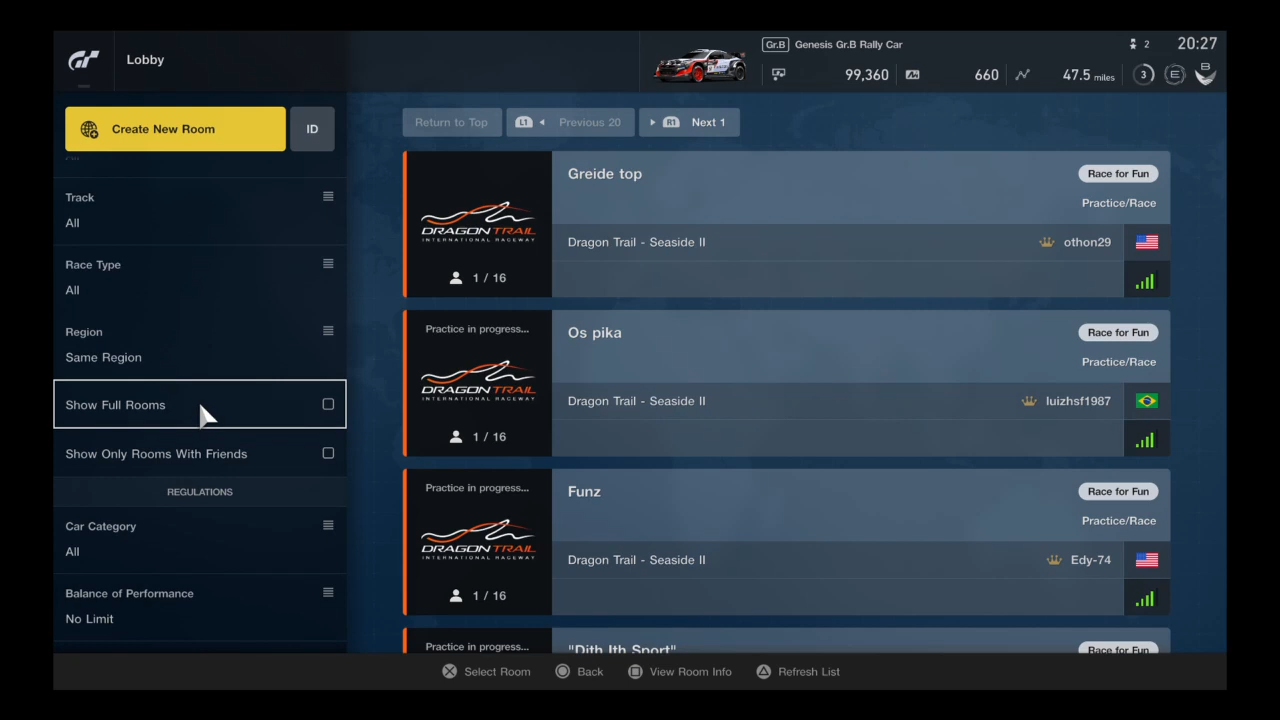 GT
Lobby
Gr.B Genesis Gr.B Rally Car
2
20:27
99,360
660
47.5 miles
3
E
B
Create New Room
ID
Track
All
Race Type
All
Region
Same Region
Show Full Rooms
Show Only Rooms With Friends
REGULATIONS
Car Category
All
Balance of Performance
No Limit
Return to Top
L1 Previous 20
R1 Next 1
DRAGON TRAIL
INTERNATIONAL RACEWAY
1 / 16
Greide top
Race for Fun
Practice/Race
Dragon Trail - Seaside II
othon29
Practice in progress...
DRAGON TRAIL
INTERNATIONAL RACEWAY
1 / 16
Os pika
Race for Fun
Practice/Race
Dragon Trail - Seaside II
luizhsf1987
Practice in progress...
DRAGON TRAIL
INTERNATIONAL RACEWAY
1 / 16
Funz
Race for Fun
Practice/Race
Dragon Trail - Seaside II
Edy-74
Practice in progress...
"Dith Ith Sport"
Race for Fun
Select Room
Back
View Room Info
Refresh List